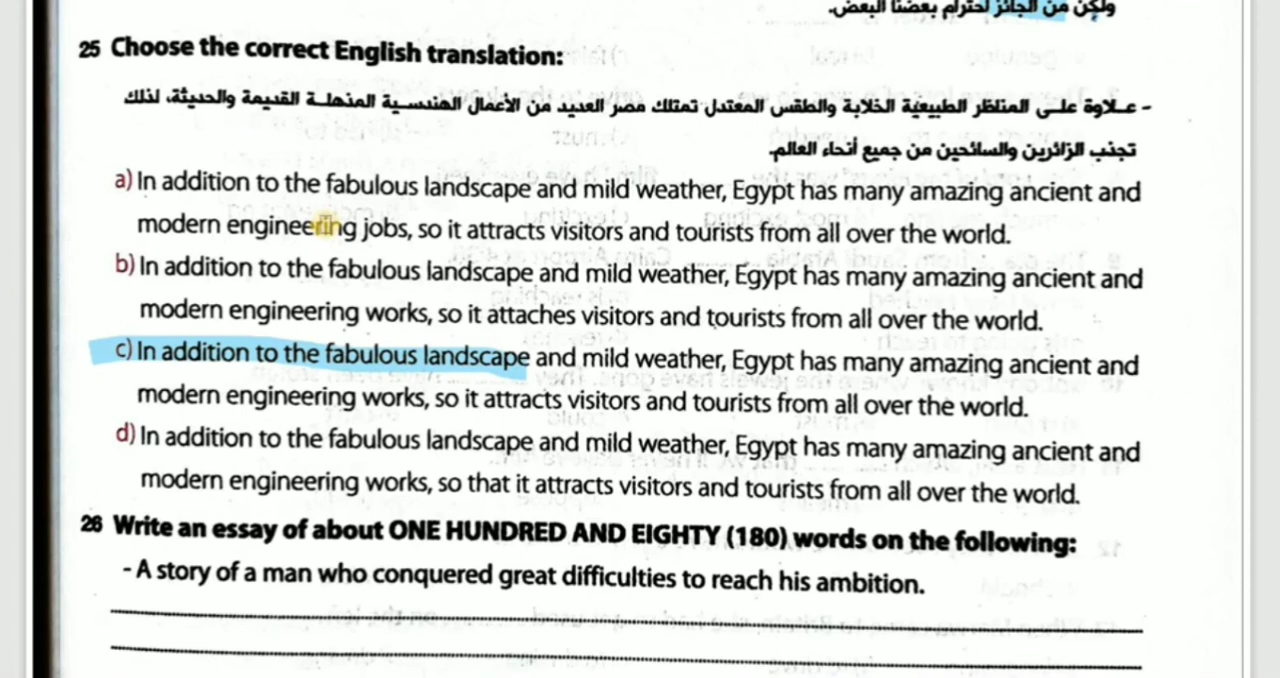 ولكن من الجائز احترام بعضنا البعض.
25 Choose the correct English translation:
- علاوة على المناظر الطبيعية الخلابة والطقس المعتدل تمتلك مصر العديد من الأعمال الهندسية المذهلة القديمة والحديثة، لذلك
تجذب الزائرين والسائحين من جميع أنحاء العالم.
a) In addition to the fabulous landscape and mild weather, Egypt has many amazing ancient and
modern engineering jobs, so it attracts visitors and tourists from all over the world.
b) In addition to the fabulous landscape and mild weather, Egypt has many amazing ancient and
modern engineering works, so it attaches visitors and tourists from all over the world.
c) In addition to the fabulous landscape and mild weather, Egypt has many amazing ancient and
modern engineering works, so it attracts visitors and tourists from all over the world.
d) In addition to the fabulous landscape and mild weather, Egypt has many amazing ancient and
modern engineering works, so that it attracts visitors and tourists from all over the world.
26 Write an essay of about ONE HUNDRED AND EIGHTY (180) words on the following:
- A story of a man who conquered great difficulties to reach his ambition.